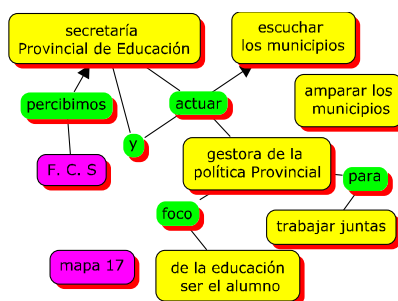 secretaría
Provincial de Educación
escuchar
los municipios
percibimos
actuar
amparar los
municipios
y
F. C. S
gestora de la
política Provincial
para
foco
trabajar juntas
mapa 17
de la educación
ser el alumno